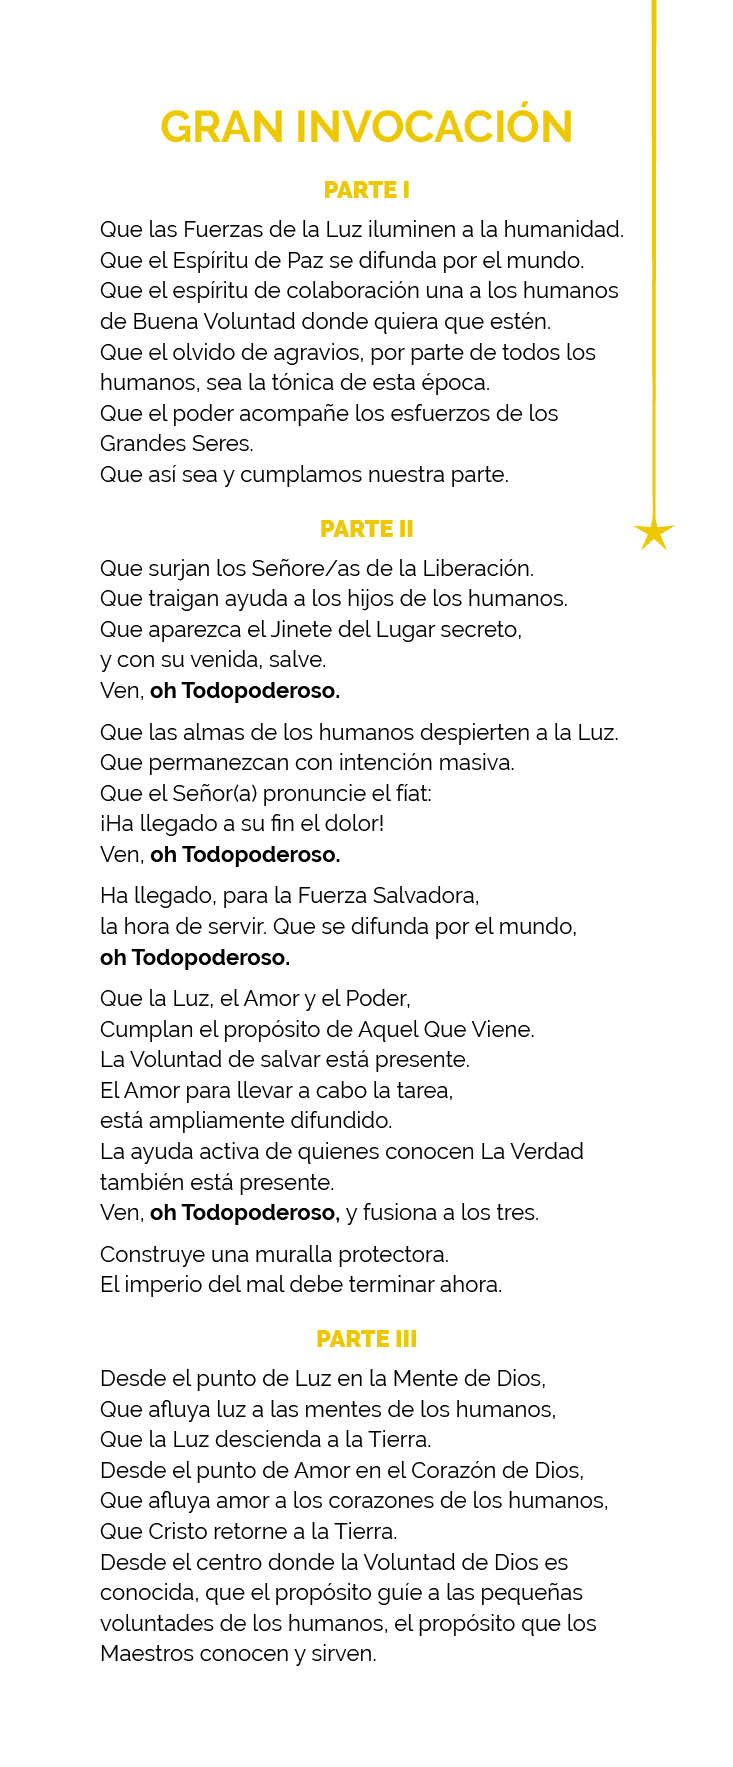 GRAN INVOCACIÓN
PARTE I
Que las Fuerzas de la Luz iluminen a la humanidad.
Que el Espíritu de Paz se difunda por el mundo.
Que el espíritu de colaboración una a los humanos
de Buena Voluntad donde quiera que estén.
Que el olvido de agravios, por parte de todos los
humanos, sea la tónica de esta época.
Que el poder acompañe los esfuerzos de los
Grandes Seres.
Que así sea y cumplamos nuestra parte.
PARTE II
Que surjan los Señore/as de la Liberación.
Que traigan ayuda a los hijos de los humanos.
Que aparezca el Jinete del Lugar secreto,
y con su venida, salve.
Ven, oh Todopoderoso.
Que las almas de los humanos despierten a la Luz.
Que permanezcan con intención masiva.
Que el Señor(a) pronuncie el fíat:
¡Ha llegado a su fin el dolor!
Ven, oh Todopoderoso.
Ha llegado, para la Fuerza Salvadora,
la hora de servir. Que se difunda por el mundo,
oh Todopoderoso.
Que la Luz, el Amor y el Poder,
Cumplan el propósito de Aquel Que Viene.
La Voluntad de salvar está presente.
El Amor para llevar a cabo la tarea,
está ampliamente difundido.
La ayuda activa de quienes conocen La Verdad
también está presente.
Ven, oh Todopoderoso, y fusiona a los tres.
Construye una muralla protectora.
El imperio del mal debe terminar ahora.
PARTE III
Desde el punto de Luz en la Mente de Dios,
Que afluya luz a las mentes de los humanos,
Que la Luz descienda a la Tierra.
Desde el punto de Amor en el Corazón de Dios,
Que afluya amor a los corazones de los humanos,
Que Cristo retorne a la Tierra.
Desde el centro donde la Voluntad de Dios es
conocida, que el propósito guíe a las pequeñas
voluntades de los humanos, el propósito que los
Maestros conocen y sirven.